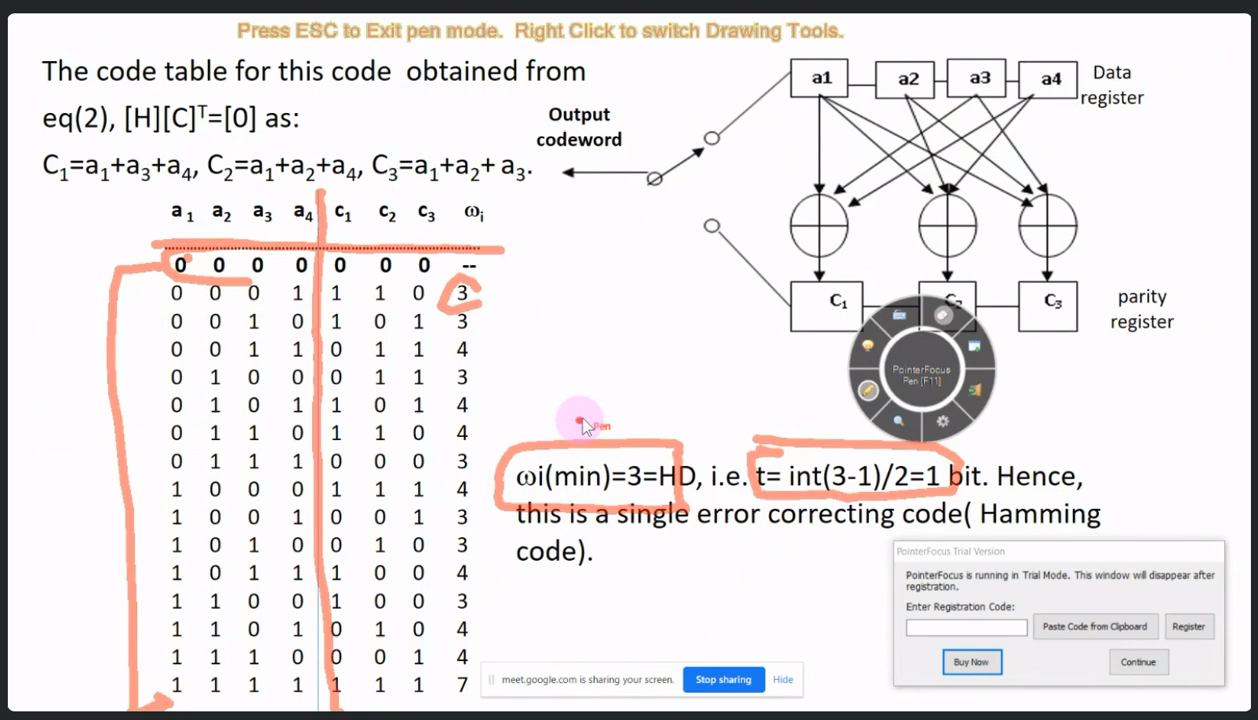 Press ESC to Exit pen mode. Right Click to switch Drawing Tools.
The code table for this code obtained from
eq(2), [H][C]ᵀ=[0] as:
C₁=a₁+a₃+a₄, C₂=a₁+a₂+a₄, C₃=a₁+a₂+ a₃.
a₁ a₂ a₃ a₄ c₁ c₂ c₃ ωᵢ
0 0 0 0 0 0 0 --
0 0 0 1 1 1 0 3
0 0 1 0 1 0 1 3
0 0 1 1 0 1 1 4
0 1 0 0 0 1 1 3
0 1 0 1 1 0 1 4
0 1 1 0 1 1 0 4
0 1 1 1 0 0 0 3
1 0 0 0 1 1 1 4
1 0 0 1 0 0 1 3
1 0 1 0 0 1 0 3
1 0 1 1 1 0 0 4
1 1 0 0 1 0 0 3
1 1 0 1 0 1 0 4
1 1 1 0 0 0 1 4
1 1 1 1 1 1 1 7
Output
codeword
a1 a2 a3 a4
Data
register
C₁ C₂ C₃
parity
register
PointerFocus
Pen [F11]
Pen
ωi(min)=3=HD, i.e. t= int(3-1)/2=1 bit. Hence,
this is a single error correcting code( Hamming
code).
PointerFocus Trial Version
PointerFocus is running in Trial Mode. This window will disappear after
registration.
Enter Registration Code:
Paste Code from Clipboard
Register
Buy Now
Continue
meet.google.com is sharing your screen.
Stop sharing
Hide